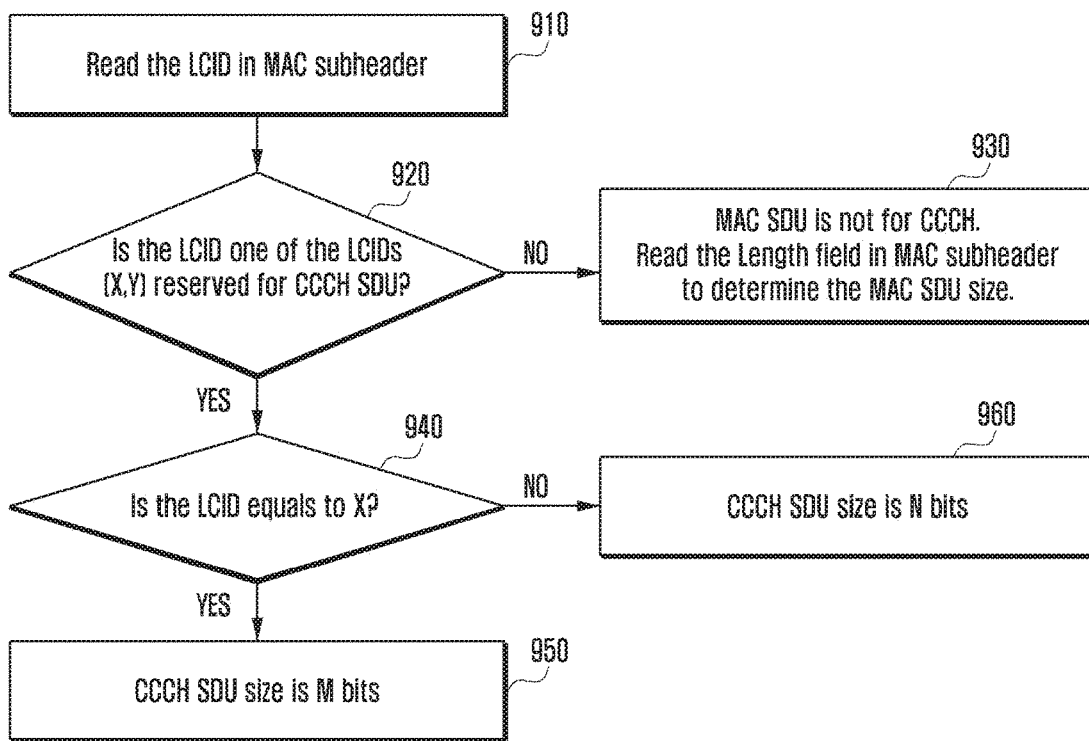 910
Read the LCID in MAC subheader
920
Is the LCID one of the LCIDs
(X,Y) reserved for CCCH SDU?
NO
930
MAC SDU is not for CCCH.
Read the Length field in MAC subheader
to determine the MAC SDU size.
YES
940
Is the LCID equals to X?
NO
960
CCCH SDU size is N bits
YES
950
CCCH SDU size is M bits